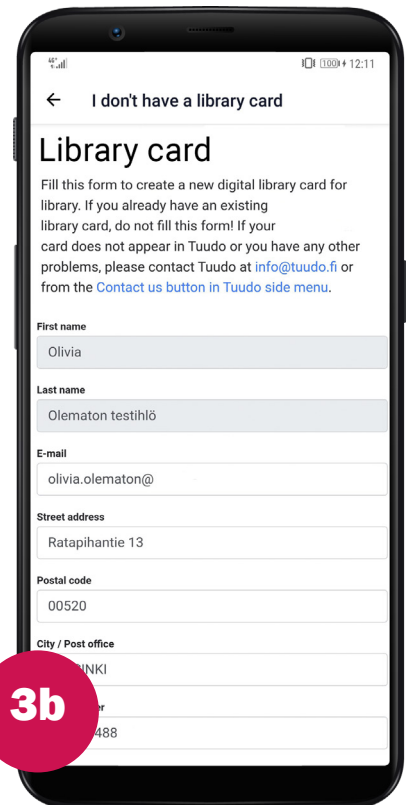 12:11
I don't have a library card
Library card
Fill this form to create a new digital library card for
library. If you already have an existing
library card, do not fill this form! If your
card does not appear in Tuudo or you have any other
problems, please contact Tuudo at info@tuudo.fi or
from the Contact us button in Tuudo side menu.
First name
Olivia
Last name
Olematon testihlö
E-mail
olivia.olematon@
Street address
Ratapihantie 13
Postal code
00520
City / Post office
INKI
er
488
3b